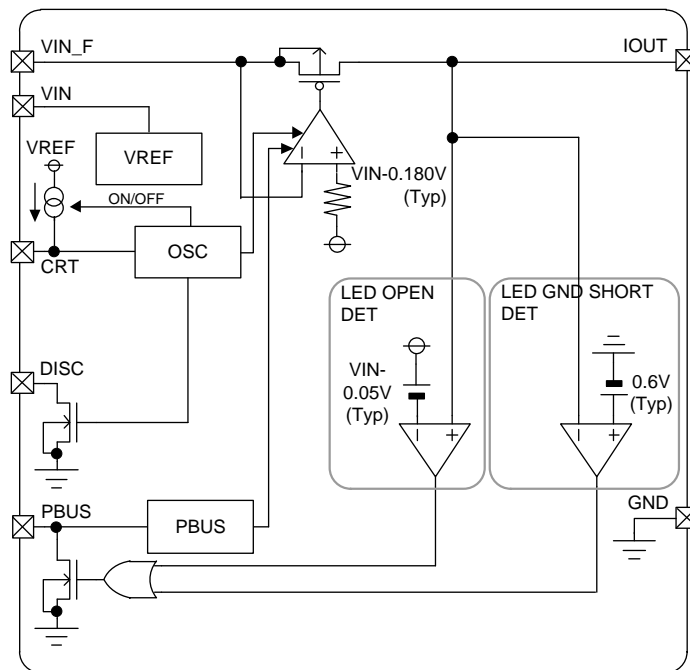 VIN_F
IOUT
VIN
VREF
VREF
VIN-0.180V
(Typ)
ON/OFF
OSC
CRT
LED OPEN
DET
LED GND SHORT
DET
DISC
VIN-
0.05V
(Typ)
0.6V
(Typ)
PBUS
PBUS
GND